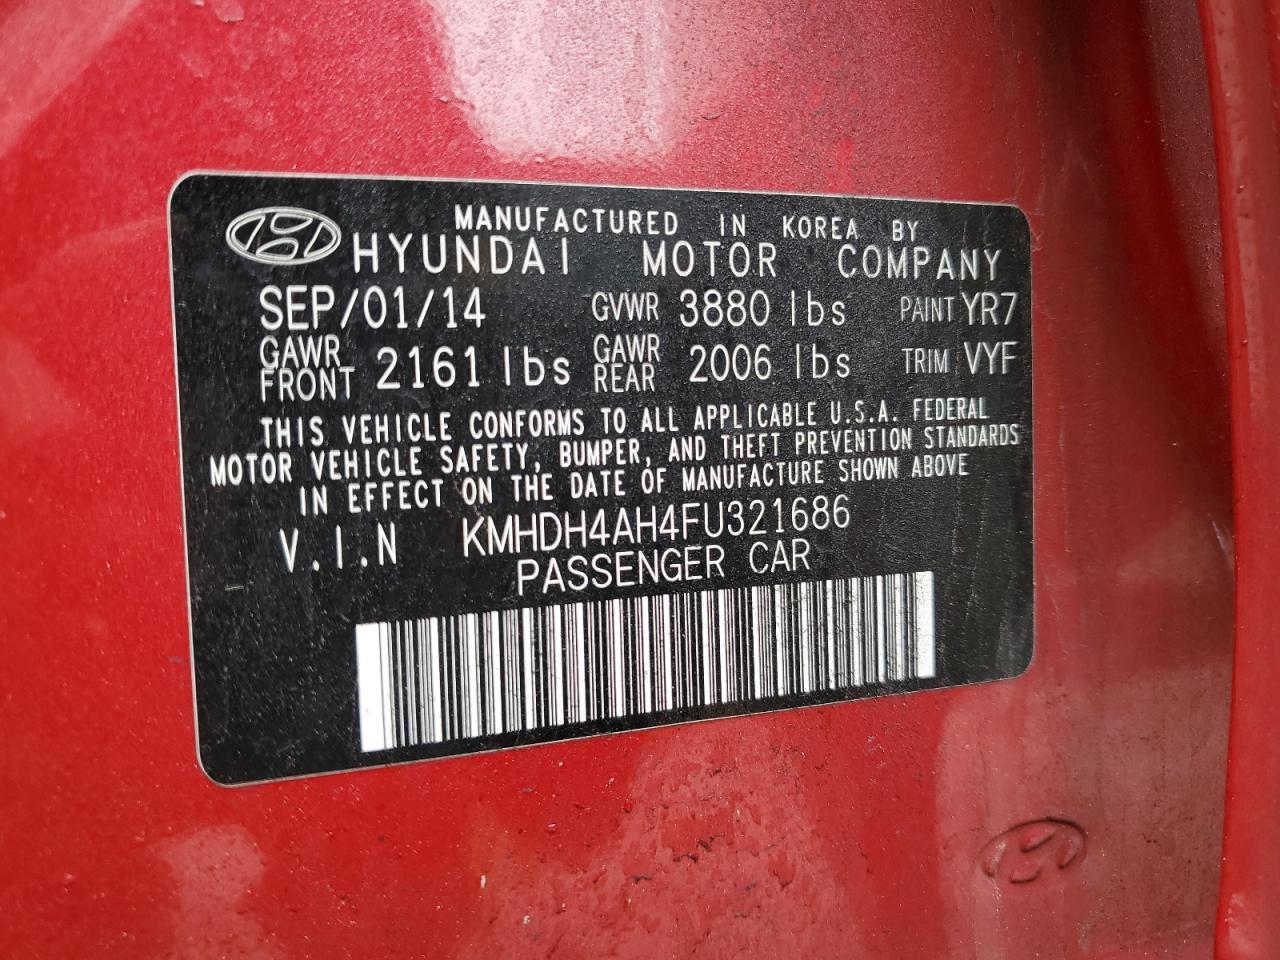 MANUFACTURED IN KOREA BY
HYUNDAI MOTOR COMPANY
SEP/01/14 GVWR 3880 lbs PAINT YR7
GAWR FRONT 2161 lbs GAWR REAR 2006 lbs TRIM VYF
THIS VEHICLE CONFORMS TO ALL APPLICABLE U.S.A. FEDERAL
MOTOR VEHICLE SAFETY, BUMPER, AND THEFT PREVENTION STANDARDS
IN EFFECT ON THE DATE OF MANUFACTURE SHOWN ABOVE
V.I.N KMHDH4AH4FU321686
PASSENGER CAR